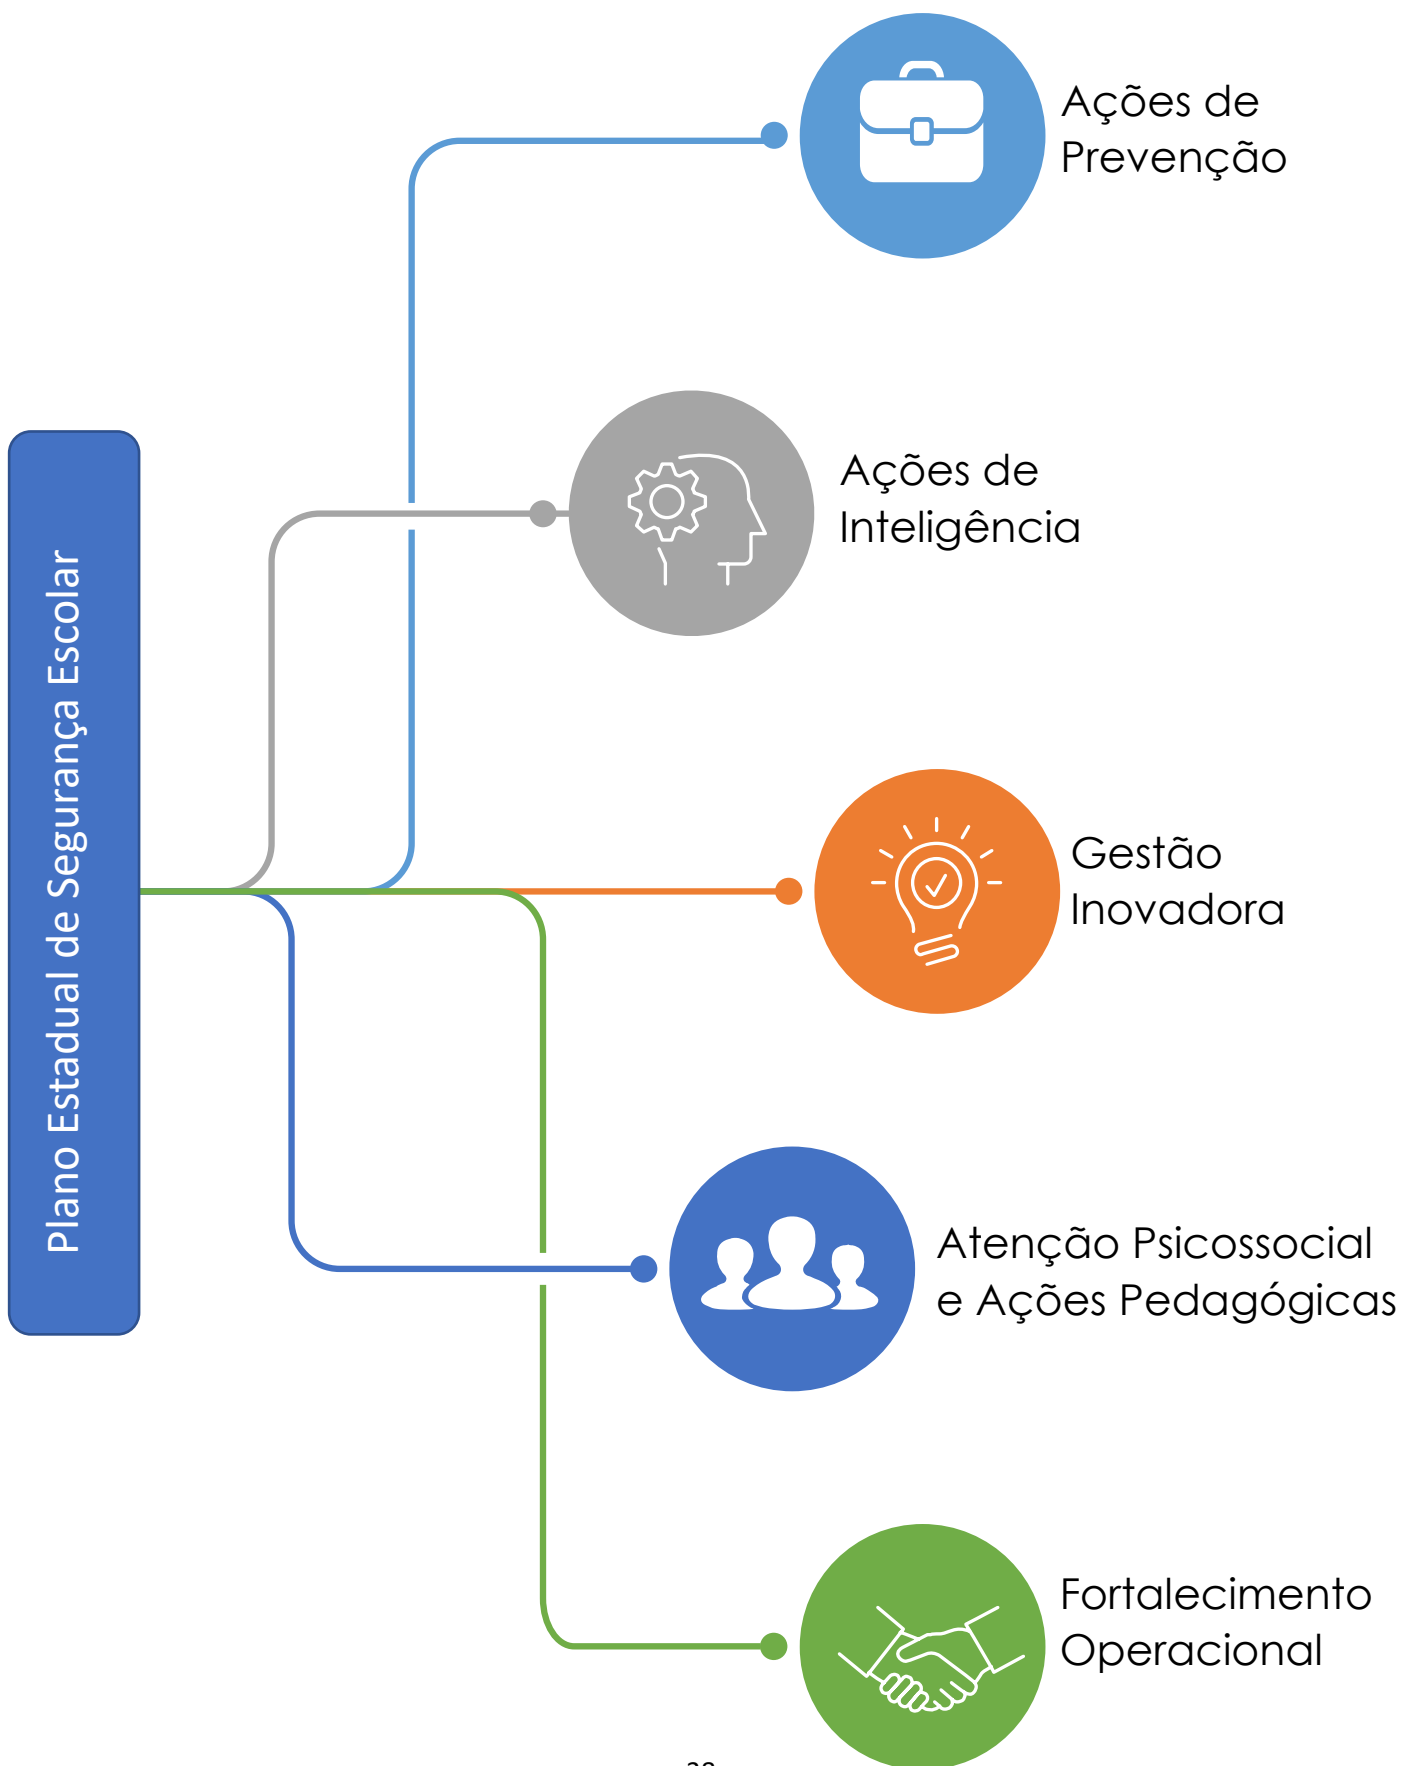 Plano Estadual de Segurança Escolar
Ações de
Prevenção
Ações de
Inteligência
Gestão
Inovadora
Atenção Psicossocial
e Ações Pedagógicas
Fortalecimento
Operacional